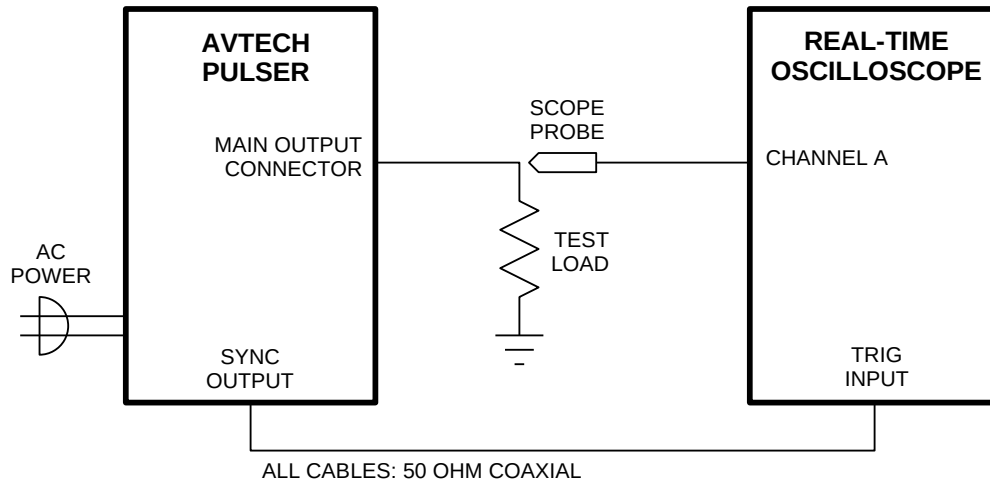 AVTECH
PULSER
REAL-TIME
OSCILLOSCOPE
SCOPE
PROBE
MAIN OUTPUT
CONNECTOR
CHANNEL A
TEST
LOAD
AC
POWER
SYNC
OUTPUT
TRIG
INPUT
ALL CABLES: 50 OHM COAXIAL